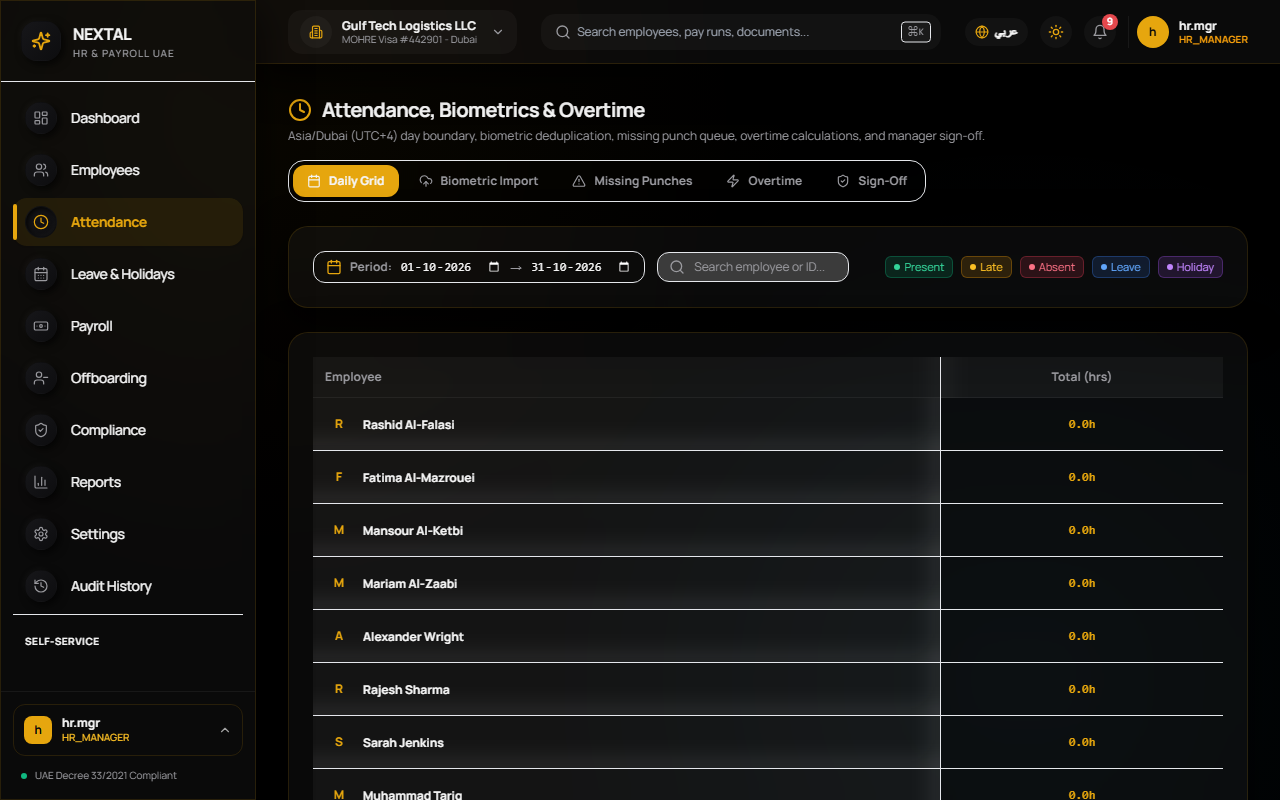 NEXTAL
HR & PAYROLL UAE
Dashboard
Employees
Attendance
Leave & Holidays
Payroll
Offboarding
Compliance
Reports
Settings
Audit History
SELF-SERVICE
hr.mgr
HR_MANAGER
UAE Decree 33/2021 Compliant
Gulf Tech Logistics LLC
MOHRE Visa #442901 - Dubai
Search employees, pay runs, documents...
⌘K
عربي
9
h
hr.mgr
HR_MANAGER
Attendance, Biometrics & Overtime
Asia/Dubai (UTC+4) day boundary, biometric deduplication, missing punch queue, overtime calculations, and manager sign-off.
Daily Grid
Biometric Import
Missing Punches
Overtime
Sign-Off
Period: 01-10-2026 → 31-10-2026
Search employee or ID...
Present
Late
Absent
Leave
Holiday
Employee Total (hrs)
R Rashid Al-Falasi 0.0h
F Fatima Al-Mazrouei 0.0h
M Mansour Al-Ketbi 0.0h
M Mariam Al-Zaabi 0.0h
A Alexander Wright 0.0h
R Rajesh Sharma 0.0h
S Sarah Jenkins 0.0h
M Muhammad Tariq 0.0h
h